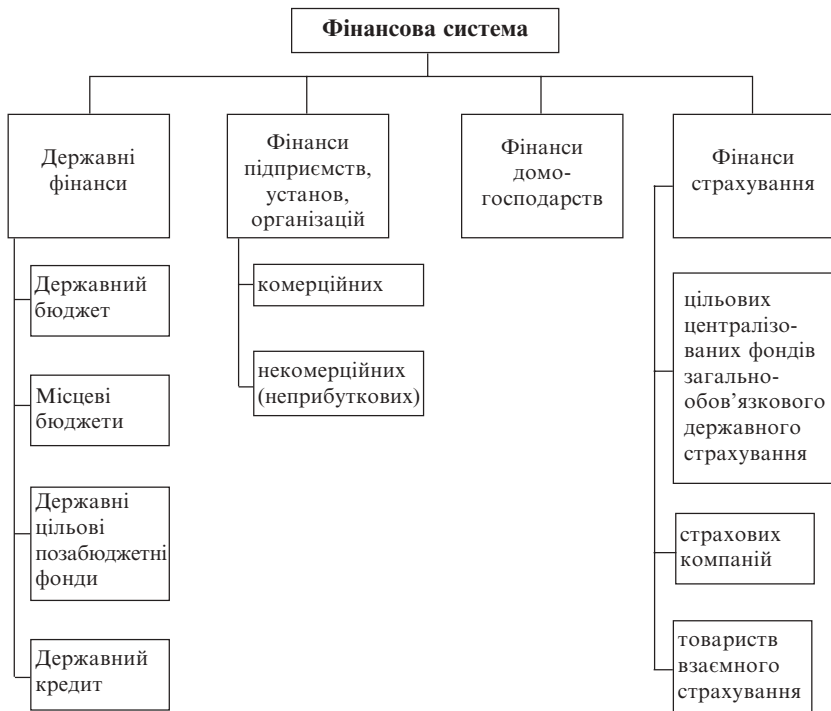 Фінансова система
Державні
фінанси
Фінанси
підприємств,
установ,
організацій
Фінанси
домо-
господарств
Фінанси
страхування
Державний
бюджет
Місцеві
бюджети
Державні
цільові
позабюджетні
фонди
Державний
кредит
комерційних
некомерційних
(неприбуткових)
цільових
централізо-
ваних фондів
загально-
обов’язкового
державного
страхування
страхових
компаній
товариств
взаємного
страхування